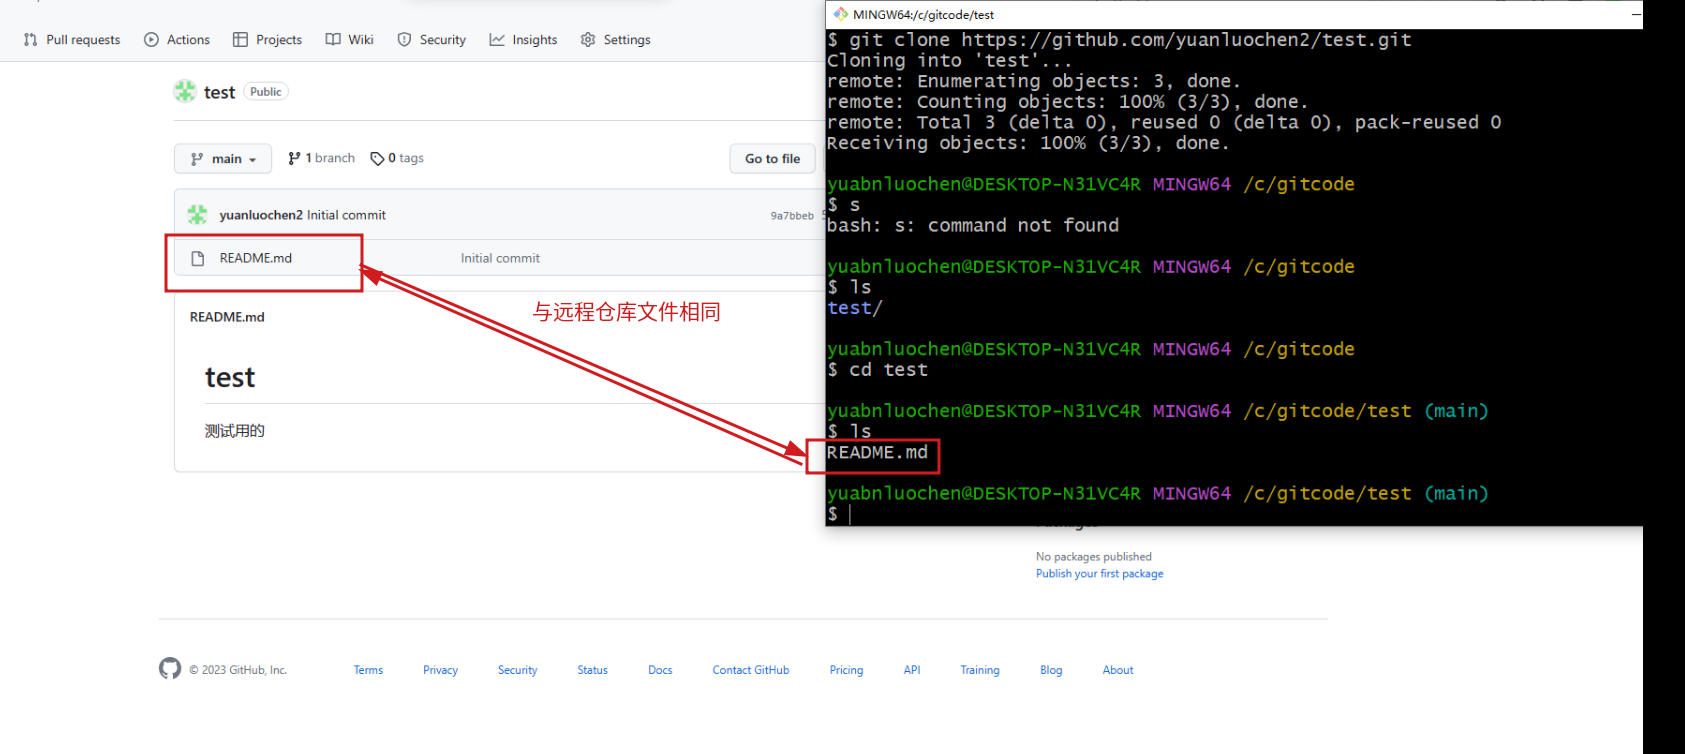 Pull requests
Actions
Projects
Wiki
Security
Insights
Settings
test Public
main
1 branch
0 tags
Go to file
yuanluochen2 Initial commit
9a7bbeb
README.md
Initial commit
与远程仓库文件相同
README.md
test
测试用的
MINGW64:/c/gitcode/test
$ git clone https://github.com/yuanluochen2/test.git
Cloning into 'test'...
remote: Enumerating objects: 3, done.
remote: Counting objects: 100% (3/3), done.
remote: Total 3 (delta 0), reused 0 (delta 0), pack-reused 0
Receiving objects: 100% (3/3), done.
yuabnluochen@DESKTOP-N31VC4R MINGW64 /c/gitcode
$ s
bash: s: command not found
yuabnluochen@DESKTOP-N31VC4R MINGW64 /c/gitcode
$ ls
test/
yuabnluochen@DESKTOP-N31VC4R MINGW64 /c/gitcode
$ cd test
yuabnluochen@DESKTOP-N31VC4R MINGW64 /c/gitcode/test (main)
$ ls
README.md
yuabnluochen@DESKTOP-N31VC4R MINGW64 /c/gitcode/test (main)
$
No packages published
Publish your first package
© 2023 GitHub, Inc.
Terms
Privacy
Security
Status
Docs
Contact GitHub
Pricing
API
Training
Blog
About